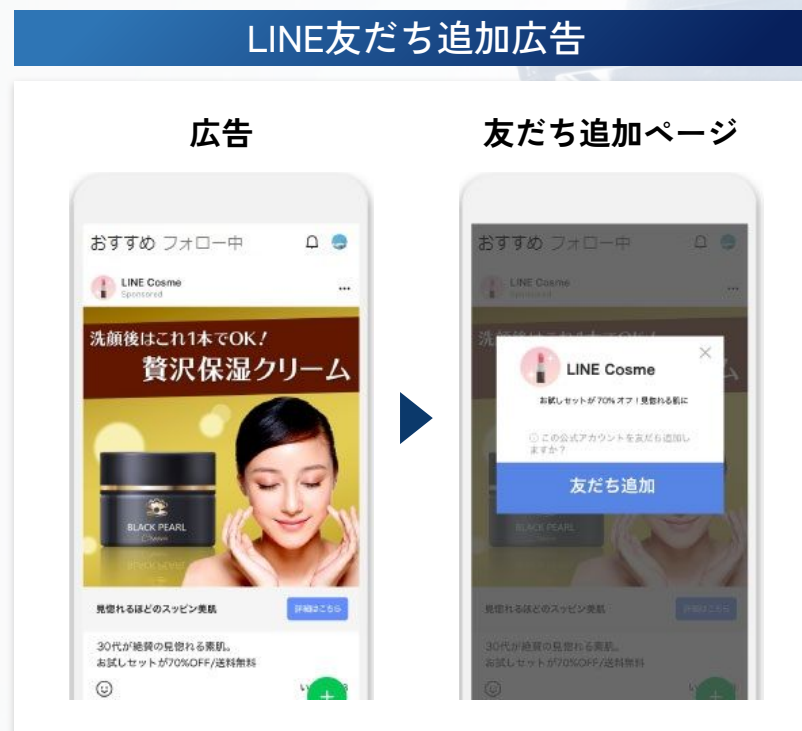 LINE友だち追加広告
広告
友だち追加ページ
おすすめ フォロー中
LINE Cosme
Sponsored
洗顔後はこれ1本でOK!
贅沢保湿クリーム
BLACK PEARL
Cream
見惚れるほどのスッピン美肌
詳細はこちら
30代が絶賛の見惚れる素肌。
お試しセットが70%OFF/送料無料
おすすめ フォロー中
LINE Cosme
LINE Cosme
お試しセットが70%オフ!見惚れる肌に
この公式アカウントを友だち追加し
ますか?
友だち追加
BLACK PEARL
見惚れるほどのスッピン美肌
詳細はこちら
30代が絶賛の見惚れる素肌。
お試しセットが70%OFF/送料無料